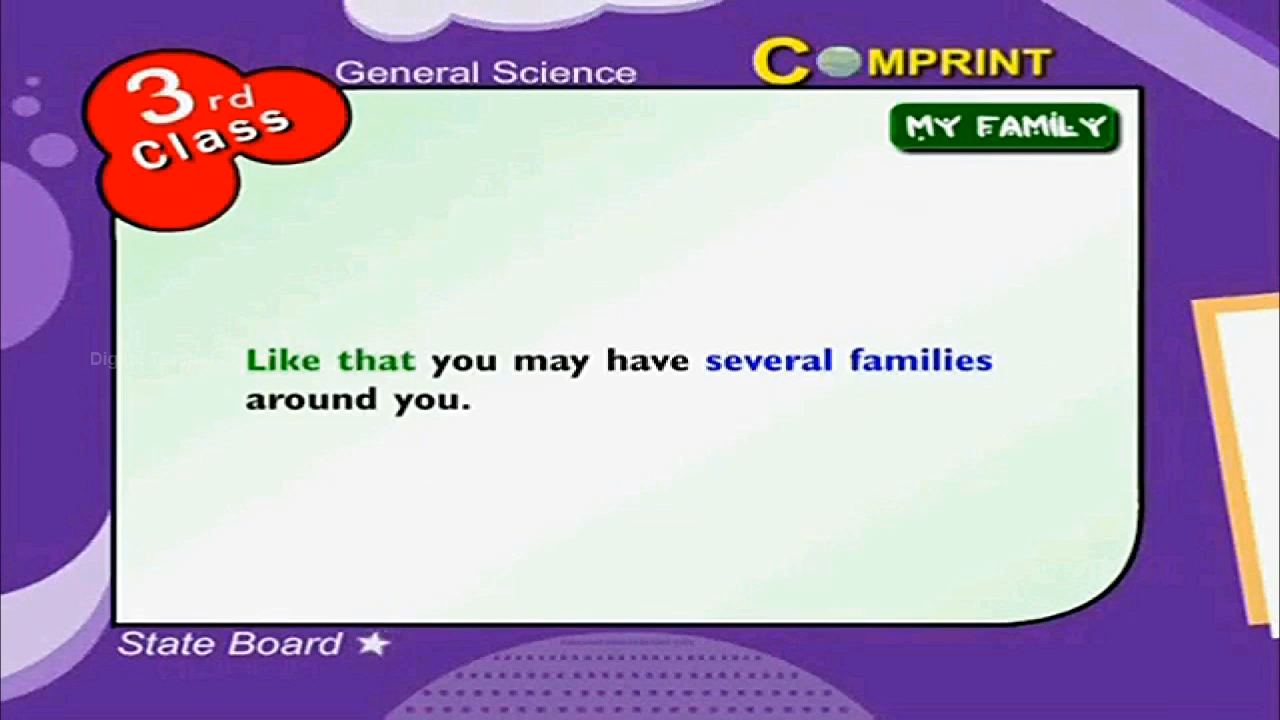 General Science
COMPRINT
3rd
Class
MY FAMILY
Like that you may have several families
around you.
State Board